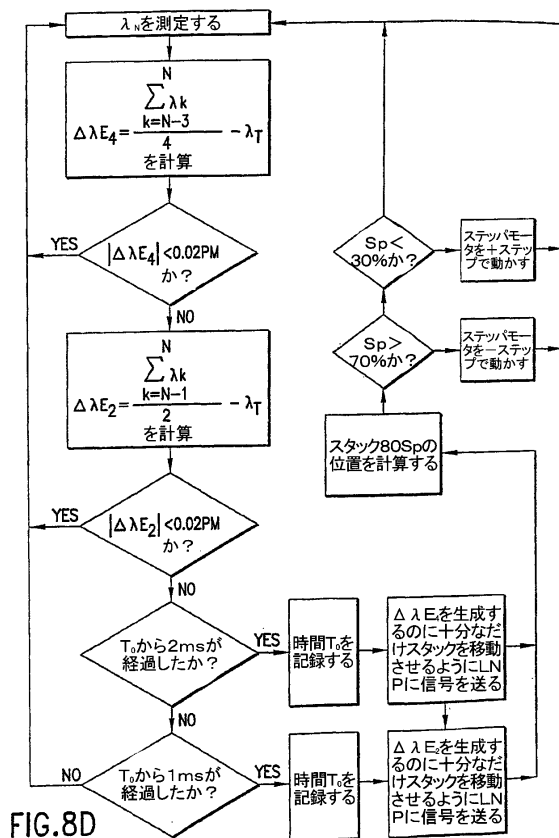 λNを測定する
N
∑ λk
k=N-3
ΔλE4= ─ -λT
4
を計算
YES
|ΔλE4|<0.02PM
か?
NO
N
∑ λk
k=N-1
ΔλE2= ─ -λT
2
を計算
YES
|ΔλE2|<0.02PM
か?
NO
T0から2msが
経過したか?
YES
時間T0を
記録する
ΔλE4を生成す
るのに十分なだ
けスタックを移動
させるようにLN
Pに信号を送る
NO
NO
T0から1msが
経過したか?
YES
時間T0を
記録する
ΔλE2を生成す
るのに十分なだ
けスタックを移動
させるようにLN
Pに信号を送る
スタック80Spの
位置を計算する
Sp>
70%か?
ステッパモー
タを-ステッ
プで動かす
Sp<
30%か?
ステッパモー
タを+ステッ
プで動かす
FIG.8D